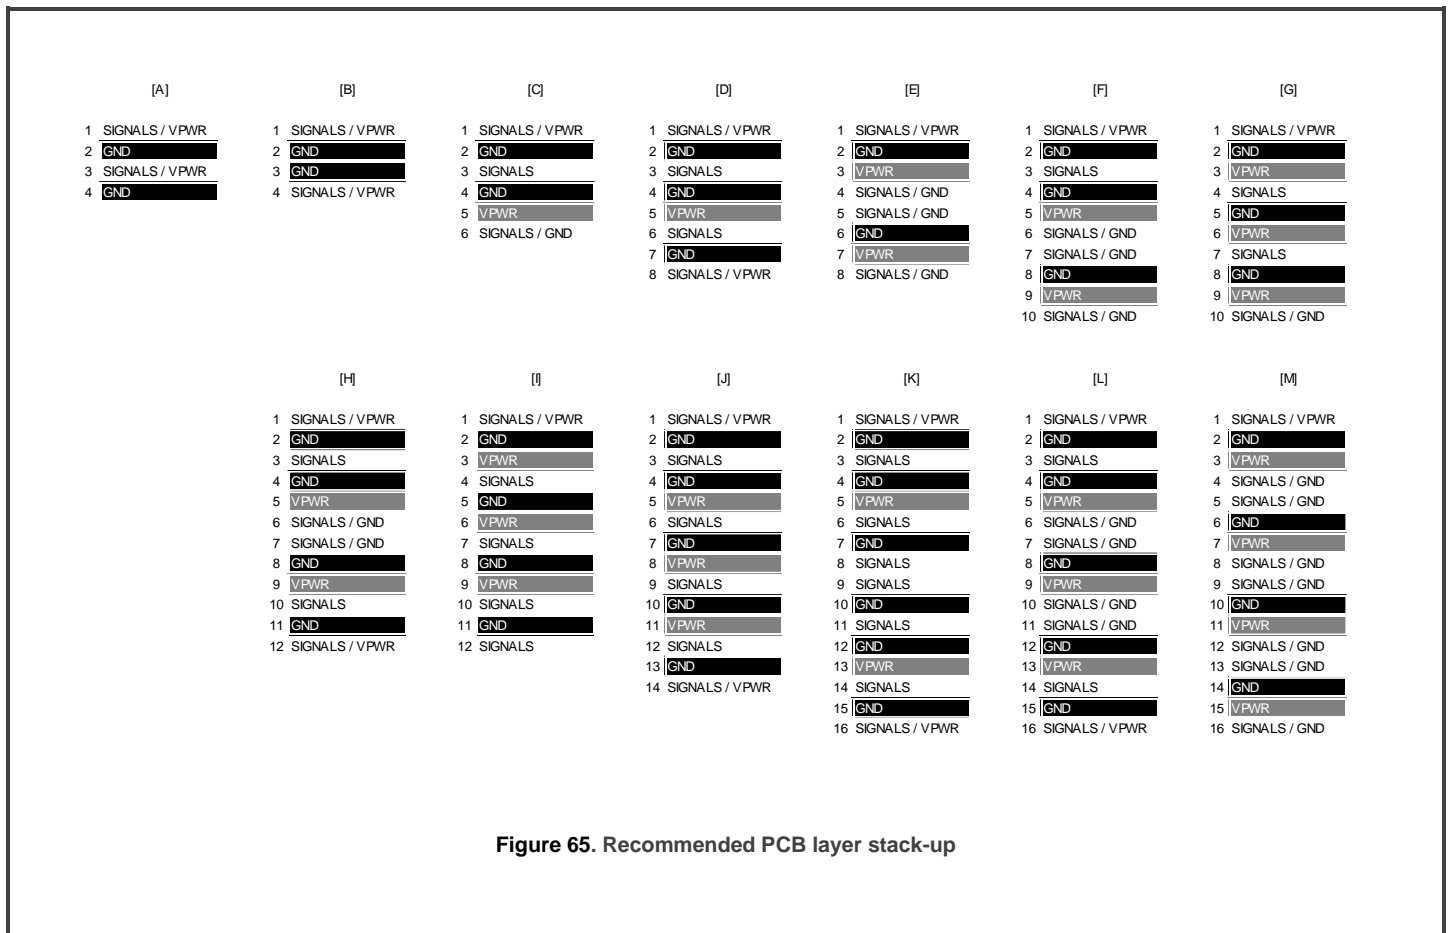 [A] [B] [C] [D] [E] [F] [G]
1 SIGNALS / VPWR 1 SIGNALS / VPWR 1 SIGNALS / VPWR 1 SIGNALS / VPWR 1 SIGNALS / VPWR 1 SIGNALS / VPWR 1 SIGNALS / VPWR
2 GND 2 GND 2 GND 2 GND 2 GND 2 GND 2 GND
3 SIGNALS / VPWR 3 GND 3 SIGNALS 3 SIGNALS 3 VPWR 3 SIGNALS 3 VPWR
4 GND 4 SIGNALS / VPWR 4 GND 4 GND 4 SIGNALS / GND 4 GND 4 SIGNALS
5 VPWR 5 VPWR 5 SIGNALS / GND 5 VPWR 5 GND
6 SIGNALS / GND 6 SIGNALS 6 GND 6 SIGNALS / GND 6 VPWR
7 GND 7 VPWR 7 SIGNALS / GND 7 SIGNALS
8 SIGNALS / VPWR 8 SIGNALS / GND 8 GND 8 GND
9 VPWR 9 VPWR
10 SIGNALS / GND 10 SIGNALS / GND
[H] [I] [J] [K] [L] [M]
1 SIGNALS / VPWR 1 SIGNALS / VPWR 1 SIGNALS / VPWR 1 SIGNALS / VPWR 1 SIGNALS / VPWR 1 SIGNALS / VPWR
2 GND 2 GND 2 GND 2 GND 2 GND 2 GND
3 SIGNALS 3 VPWR 3 SIGNALS 3 SIGNALS 3 SIGNALS 3 VPWR
4 GND 4 SIGNALS 4 GND 4 GND 4 GND 4 SIGNALS / GND
5 VPWR 5 GND 5 VPWR 5 VPWR 5 VPWR 5 SIGNALS / GND
6 SIGNALS / GND 6 VPWR 6 SIGNALS 6 SIGNALS 6 SIGNALS / GND 6 GND
7 SIGNALS / GND 7 SIGNALS 7 GND 7 GND 7 SIGNALS / GND 7 VPWR
8 GND 8 GND 8 VPWR 8 SIGNALS 8 GND 8 SIGNALS / GND
9 VPWR 9 VPWR 9 SIGNALS 9 SIGNALS 9 VPWR 9 SIGNALS / GND
10 SIGNALS 10 SIGNALS 10 GND 10 GND 10 SIGNALS / GND 10 GND
11 GND 11 GND 11 VPWR 11 SIGNALS 11 SIGNALS / GND 11 VPWR
12 SIGNALS / VPWR 12 SIGNALS 12 SIGNALS 12 GND 12 GND 12 SIGNALS / GND
13 GND 13 VPWR 13 VPWR 13 SIGNALS / GND
14 SIGNALS / VPWR 14 SIGNALS 14 SIGNALS 14 GND
15 GND 15 GND 15 VPWR
16 SIGNALS / VPWR 16 SIGNALS / VPWR 16 SIGNALS / GND
Figure 65. Recommended PCB layer stack-up